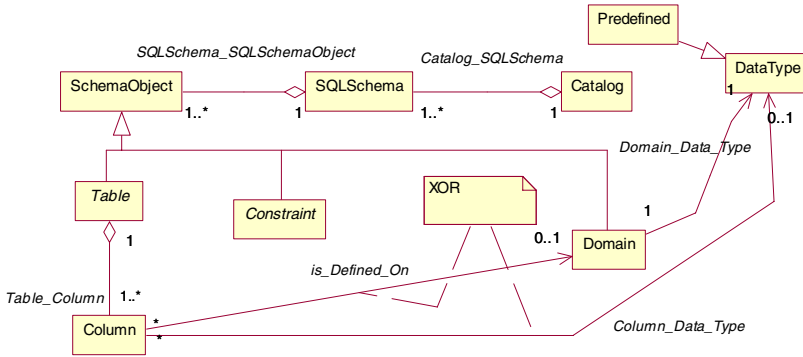 Predefined
SQLSchema_SQLSchemaObject
Catalog_SQLSchema
DataType
SchemaObject
SQLSchema
Catalog
1
1..*
1
1..*
1
0..1
Domain_Data_Type
Table
XOR
Constraint
1
1
0..1
Domain
is_Defined_On
Table_Column
1..*
*
Column
*
Column_Data_Type